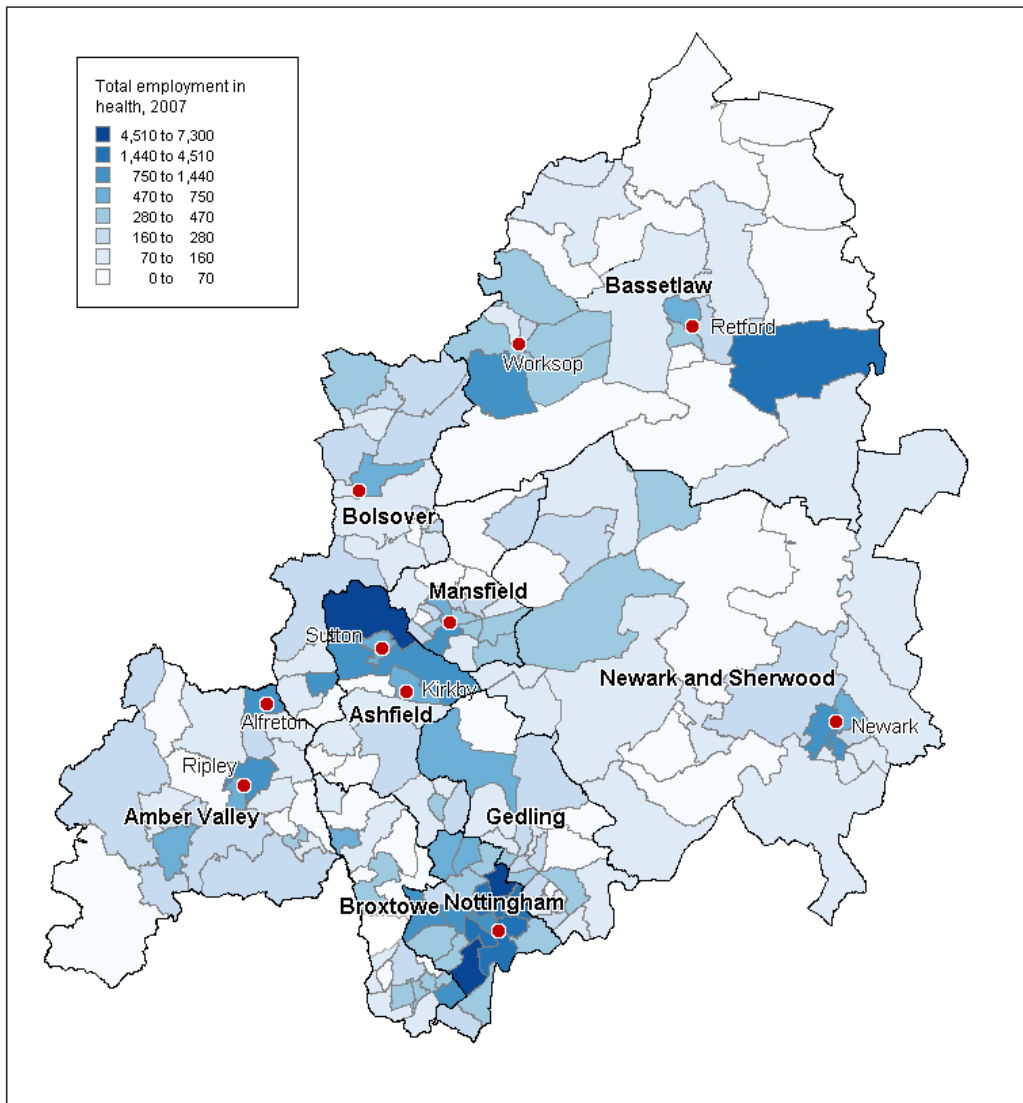 Total employment in
health, 2007
4,510 to 7,300
1,440 to 4,510
750 to 1,440
470 to 750
280 to 470
160 to 280
70 to 160
0 to 70
Bassetlaw
Retford
Worksop
Bolsover
Mansfield
Sutton
Newark and Sherwood
Kirkby
Ashfield
Alfreton
Newark
Ripley
Amber Valley
Gedling
Broxtowe
Nottingham